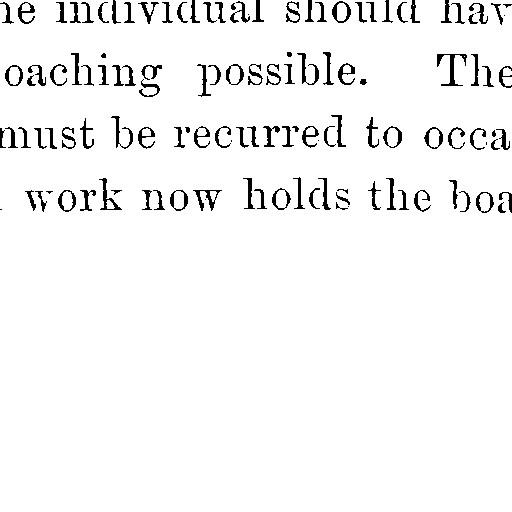 he individual should hav
oaching possible. The
must be recurred to occa
work now holds the boa